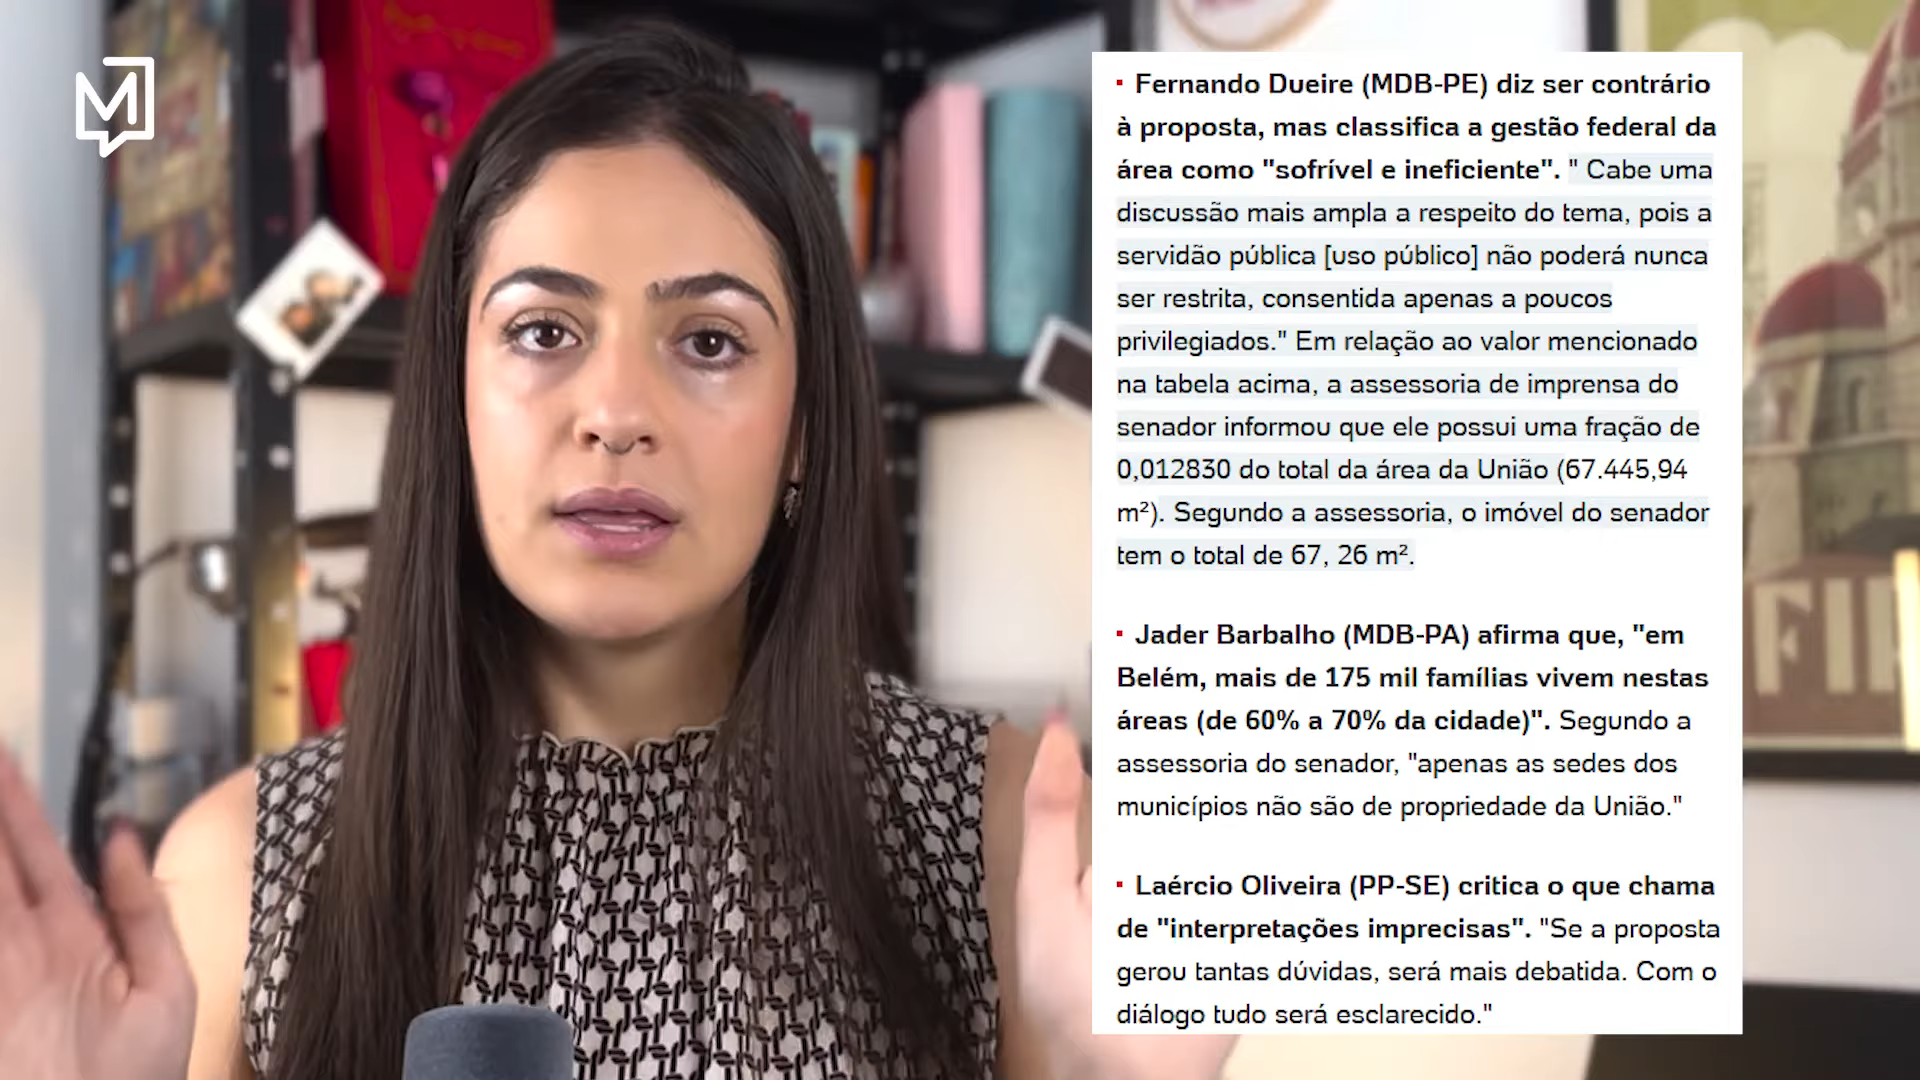 M
▪ Fernando Dueire (MDB-PE) diz ser contrário
à proposta, mas classifica a gestão federal da
área como "sofrível e ineficiente". " Cabe uma
discussão mais ampla a respeito do tema, pois a
servidão pública [uso público] não poderá nunca
ser restrita, consentida apenas a poucos
privilegiados." Em relação ao valor mencionado
na tabela acima, a assessoria de imprensa do
senador informou que ele possui uma fração de
0,012830 do total da área da União (67.445,94
m²). Segundo a assessoria, o imóvel do senador
tem o total de 67, 26 m².
▪ Jader Barbalho (MDB-PA) afirma que, "em
Belém, mais de 175 mil famílias vivem nestas
áreas (de 60% a 70% da cidade)". Segundo a
assessoria do senador, "apenas as sedes dos
municípios não são de propriedade da União."
▪ Laércio Oliveira (PP-SE) critica o que chama
de "interpretações imprecisas". "Se a proposta
gerou tantas dúvidas, será mais debatida. Com o
diálogo tudo será esclarecido."
FI